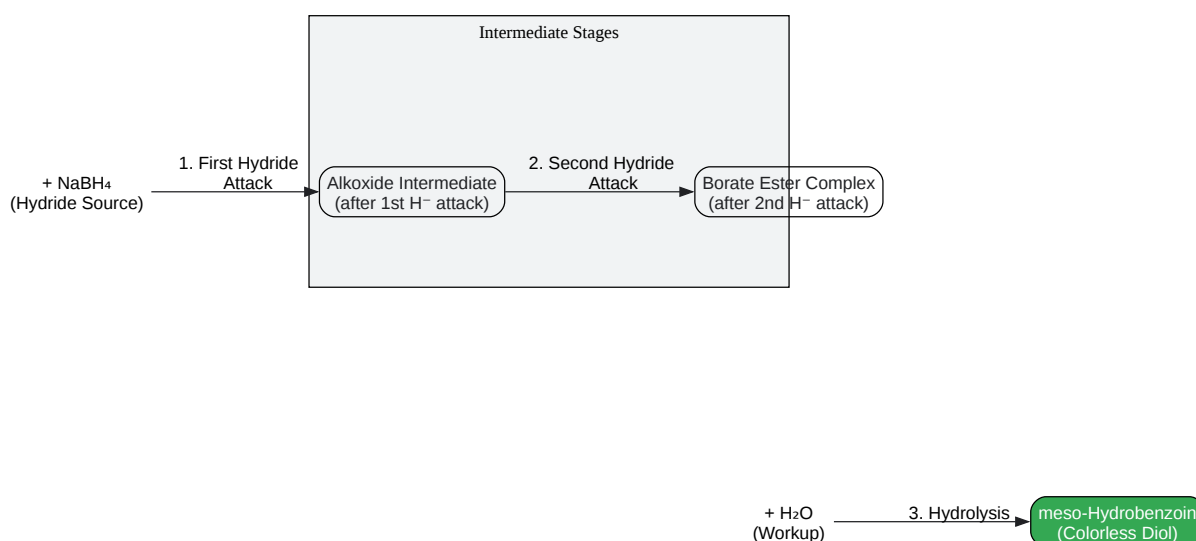 Intermediate Stages
+ NaBH₄
(Hydride Source)
1. First Hydride
Attack
Alkoxide Intermediate
(after 1st H⁻ attack)
2. Second Hydride
Attack
Borate Ester Complex
(after 2nd H⁻ attack)
+ H₂O
(Workup)
3. Hydrolysis
meso-Hydrobenzoin
(Colorless Diol)